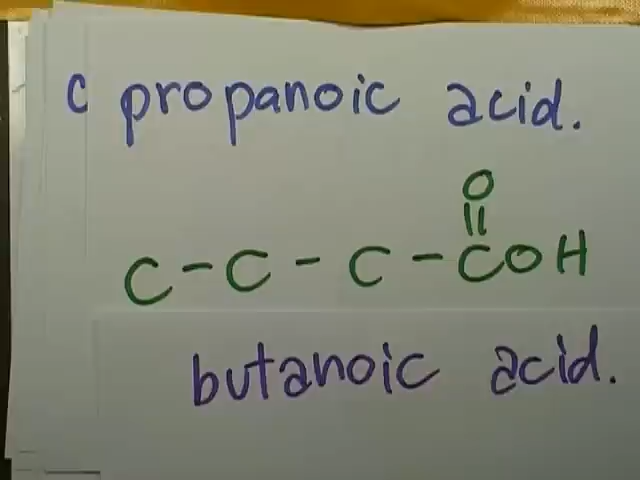 c propanoic acid.
O
||
C - C - C - COH
butanoic acid.